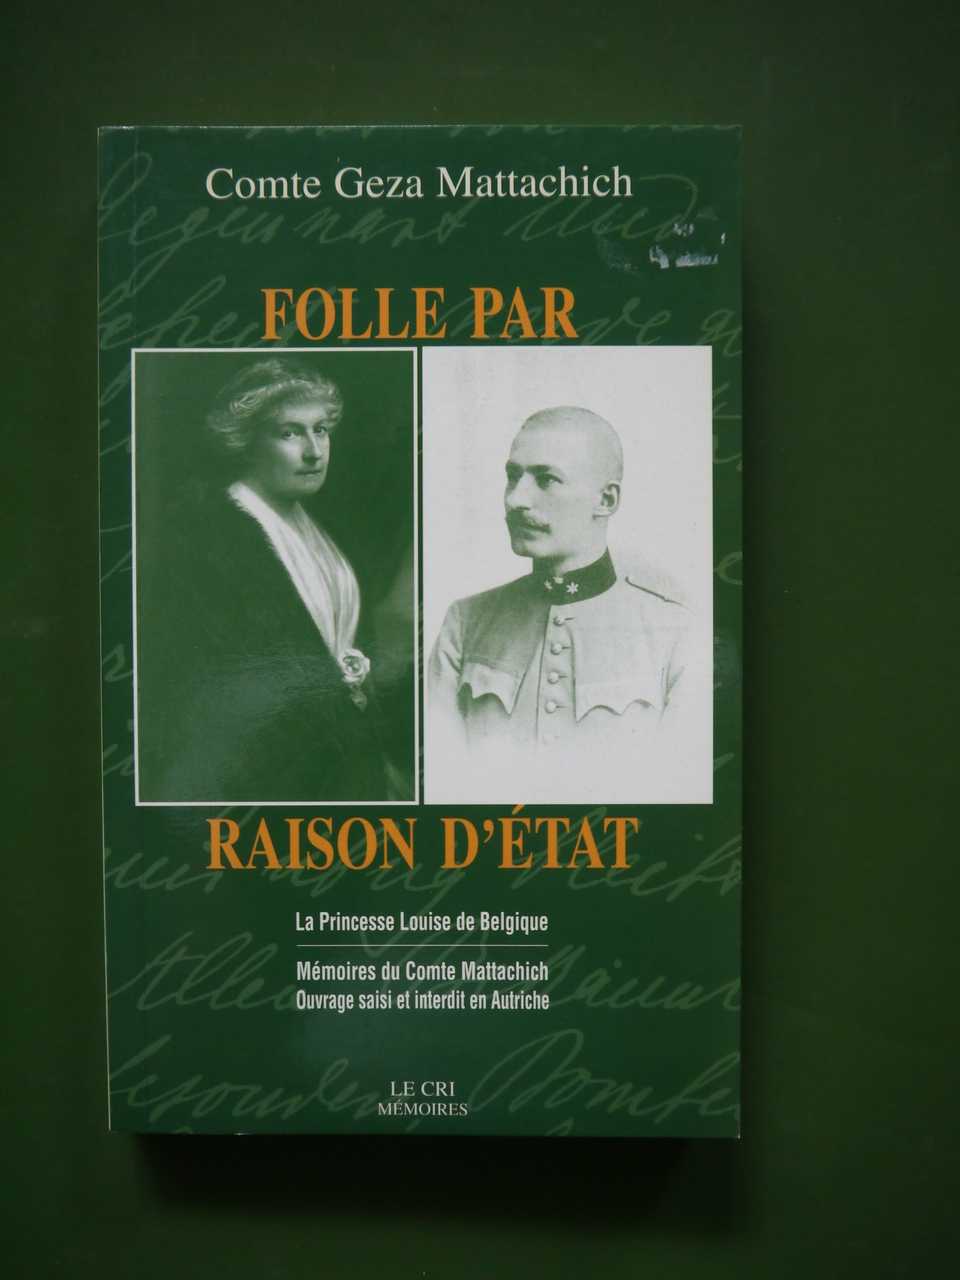 Comte Geza Mattachich
FOLLE PAR
RAISON D'ÉTAT
La Princesse Louise de Belgique
Mémoires du Comte Mattachich
Ouvrage saisi et interdit en Autriche
LE CRI
MÉMOIRES